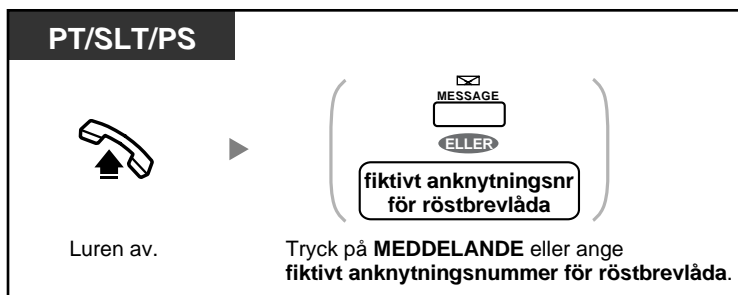 PT/SLT/PS
MESSAGE
ELLER
fiktivt anknytningsnr
för röstbrevlåda
Luren av.
Tryck på MEDDELANDE eller ange
fiktivt anknytningsnummer för röstbrevlåda.